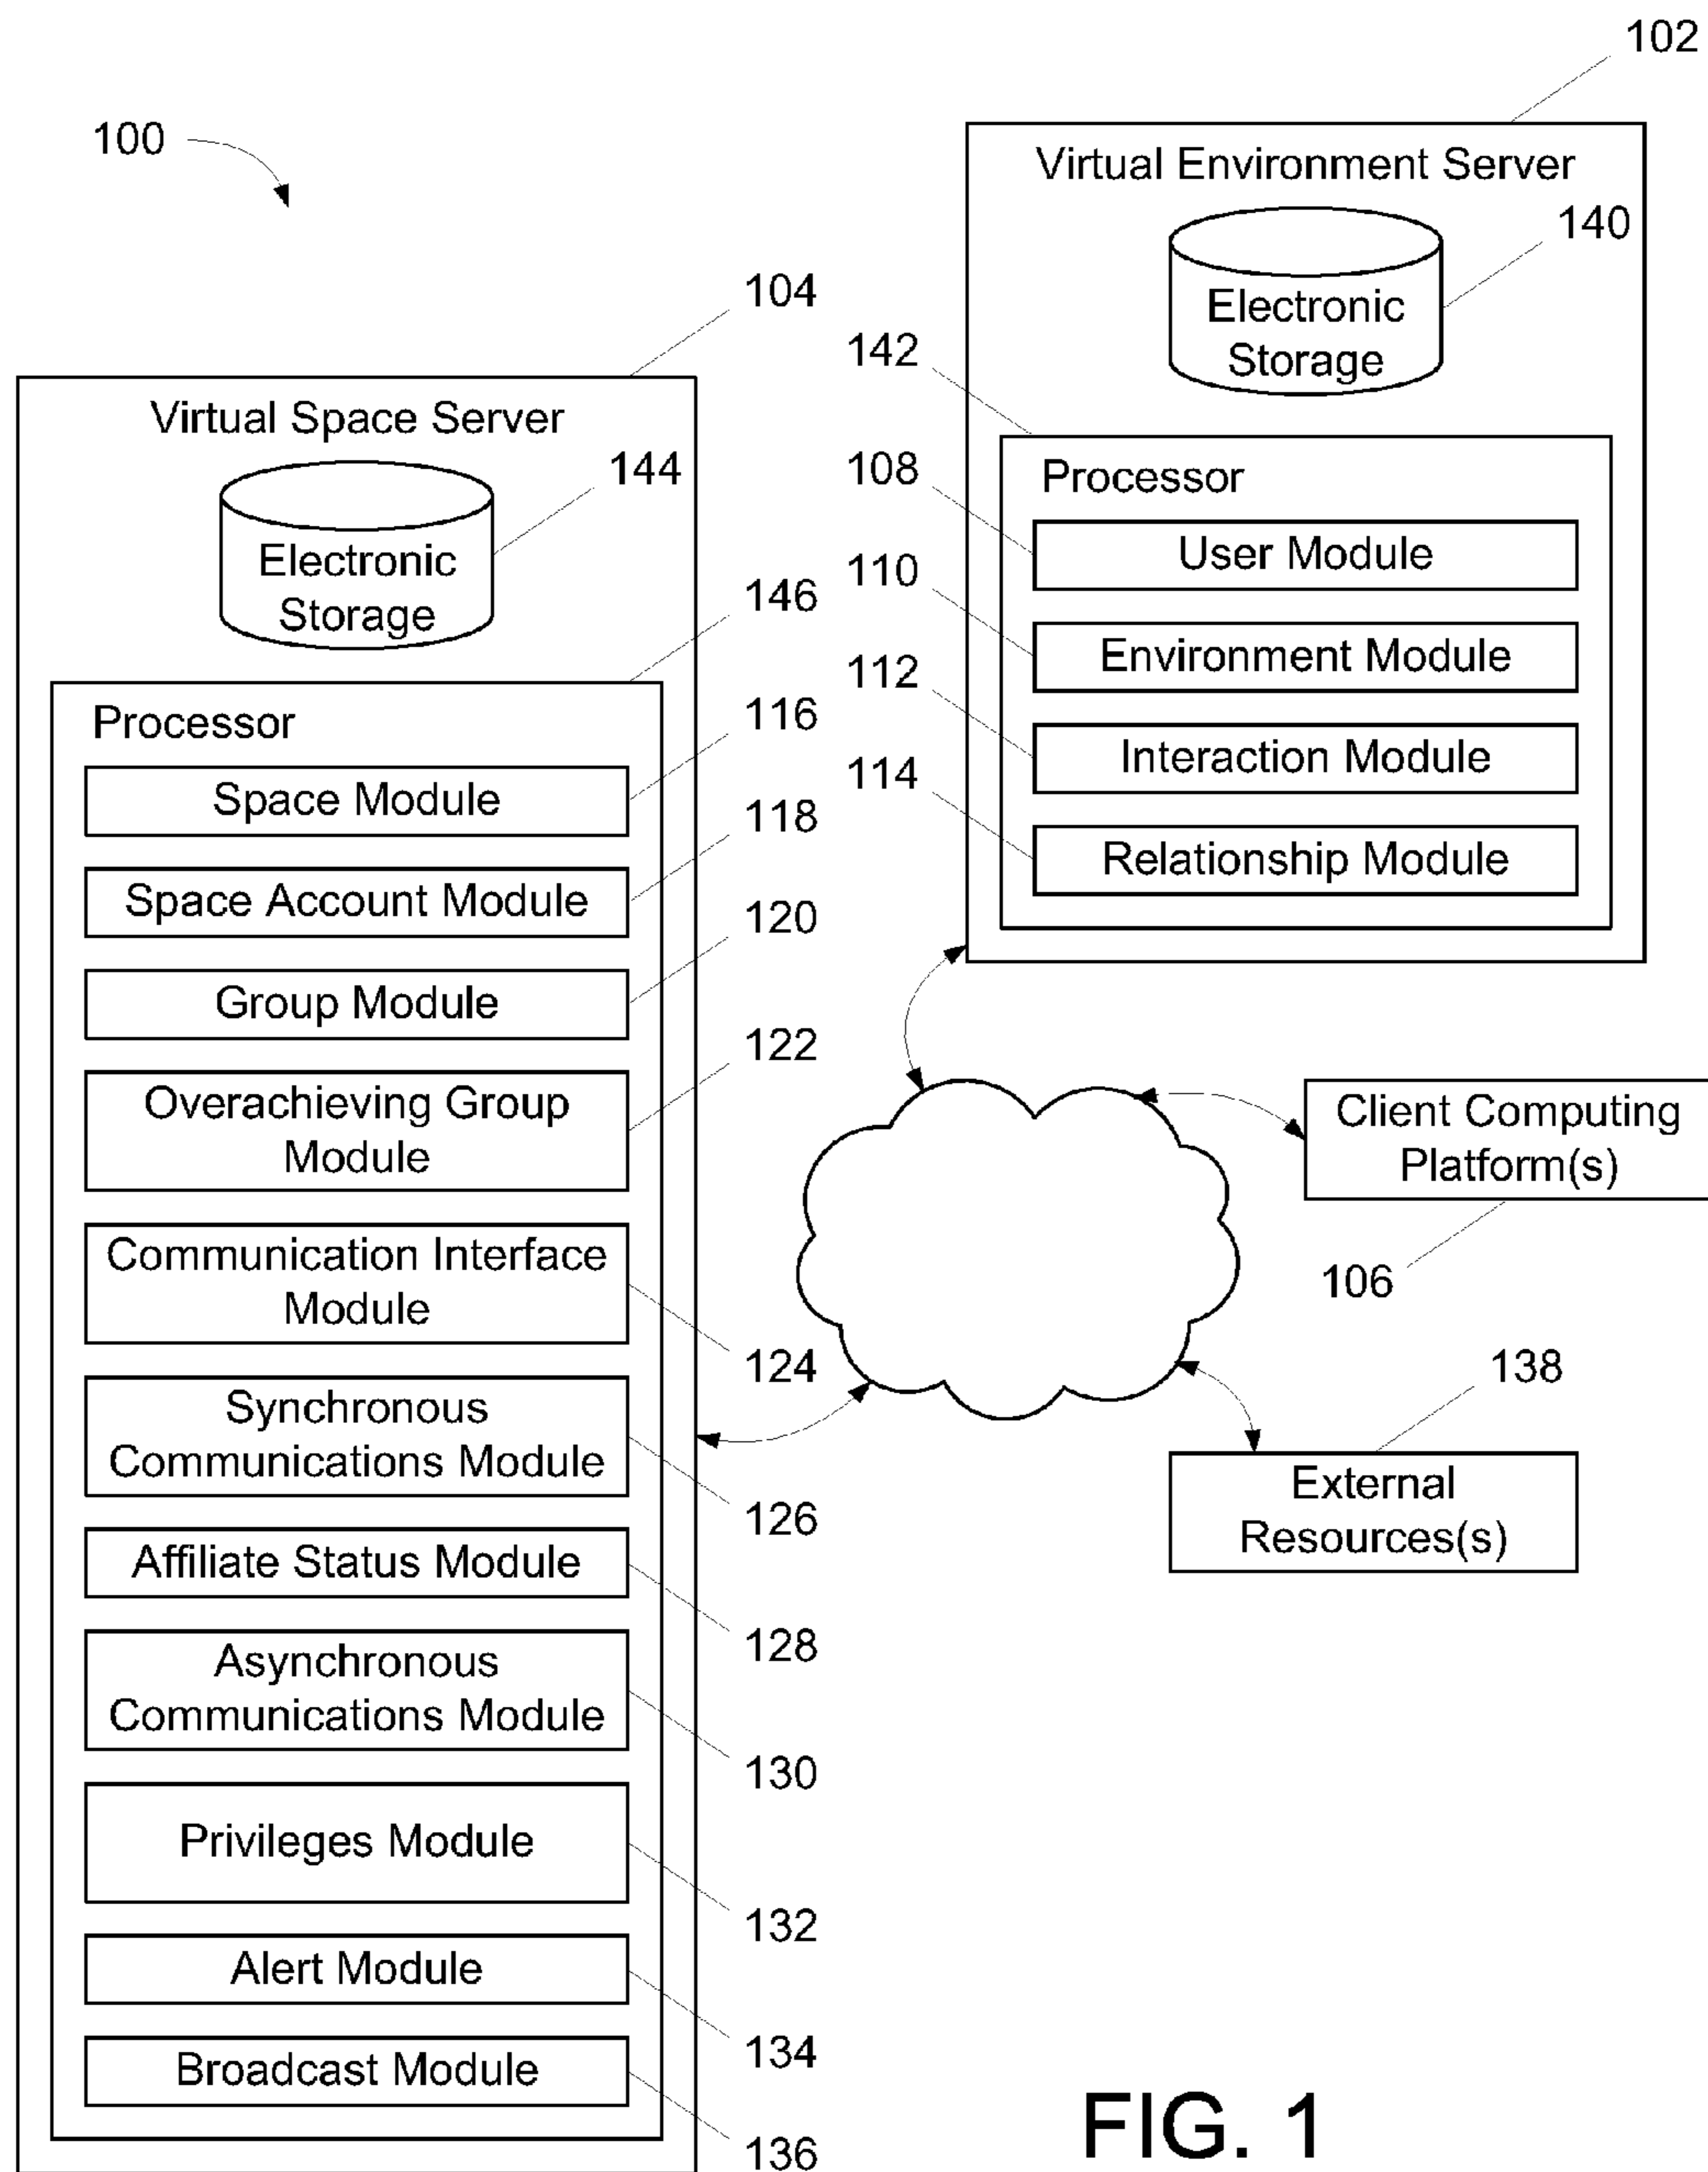 102
100
Virtual Environment Server
140
Electronic
Storage
104
142
Virtual Space Server
144
Electronic
Storage
108
Processor
User Module
110
Environment Module
146
112
Interaction Module
114
Relationship Module
Processor
116
Space Module
118
Space Account Module
120
Group Module
122
Overachieving Group
Module
Communication Interface
Module
124
Synchronous
Communications Module
126
Affiliate Status Module
128
Asynchronous
Communications Module
130
Privileges Module
132
Alert Module
134
Broadcast Module
136
Client Computing
Platform(s)
106
138
External
Resources(s)
FIG. 1